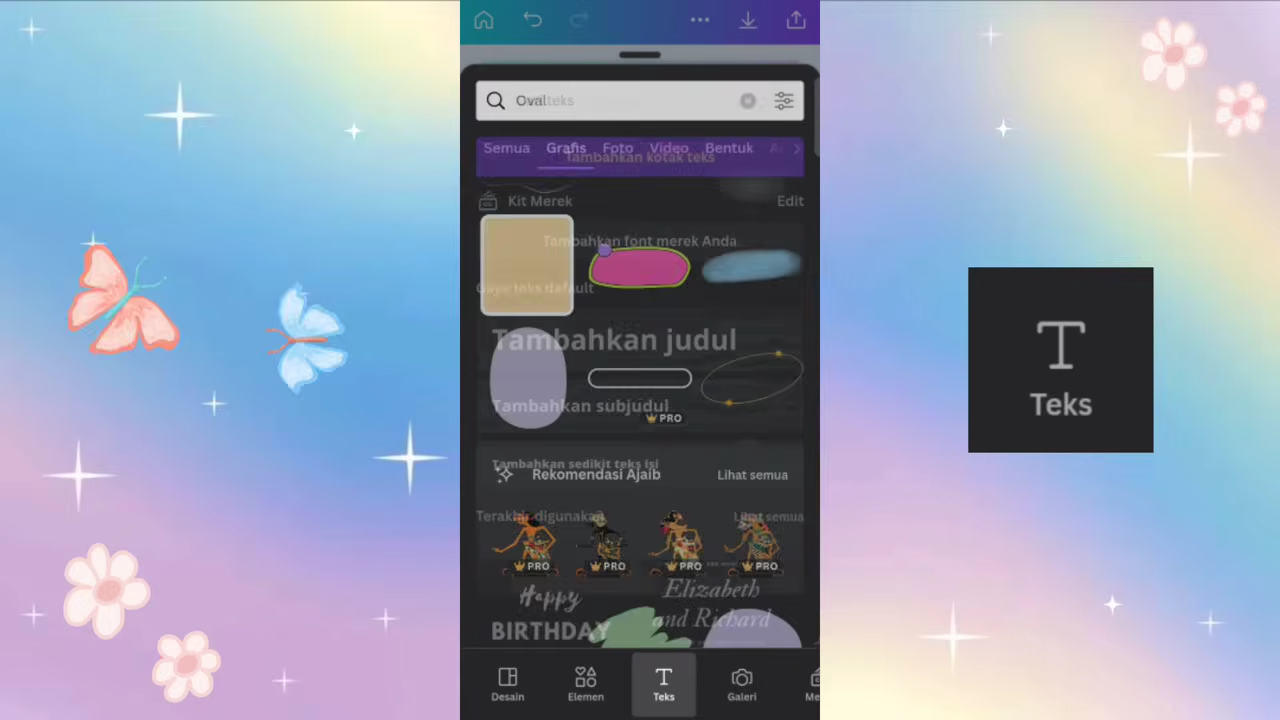 Oval
teks
Semua Grafis Foto Video Bentuk
Tambahkan kotak teks
Kit Merek Edit
Tambahkan font merek Anda
Gaya teks default
Tambahkan judul
Tambahkan subjudul
PRO
Tambahkan sedikit teks isi
Rekomendasi Ajaib Lihat semua
Terakhir digunakan Lihat semua
PRO PRO PRO PRO
Happy
BIRTHDAY
Elizabeth
and Richard
Desain Elemen Teks Galeri Me
Teks